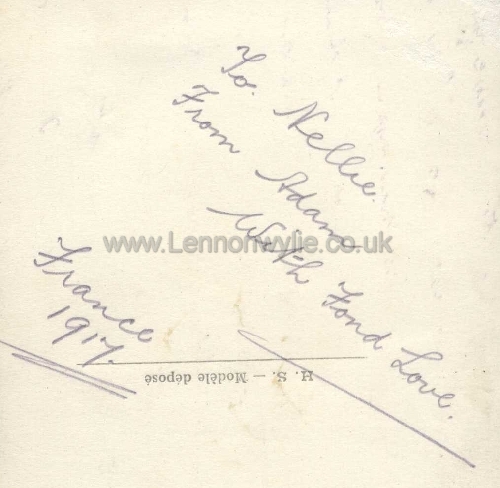 To. Nellie.
From Adam
With Fond Love.
France
1917.
www.Lennonwylie.co.uk
H. S. — Modèle déposé